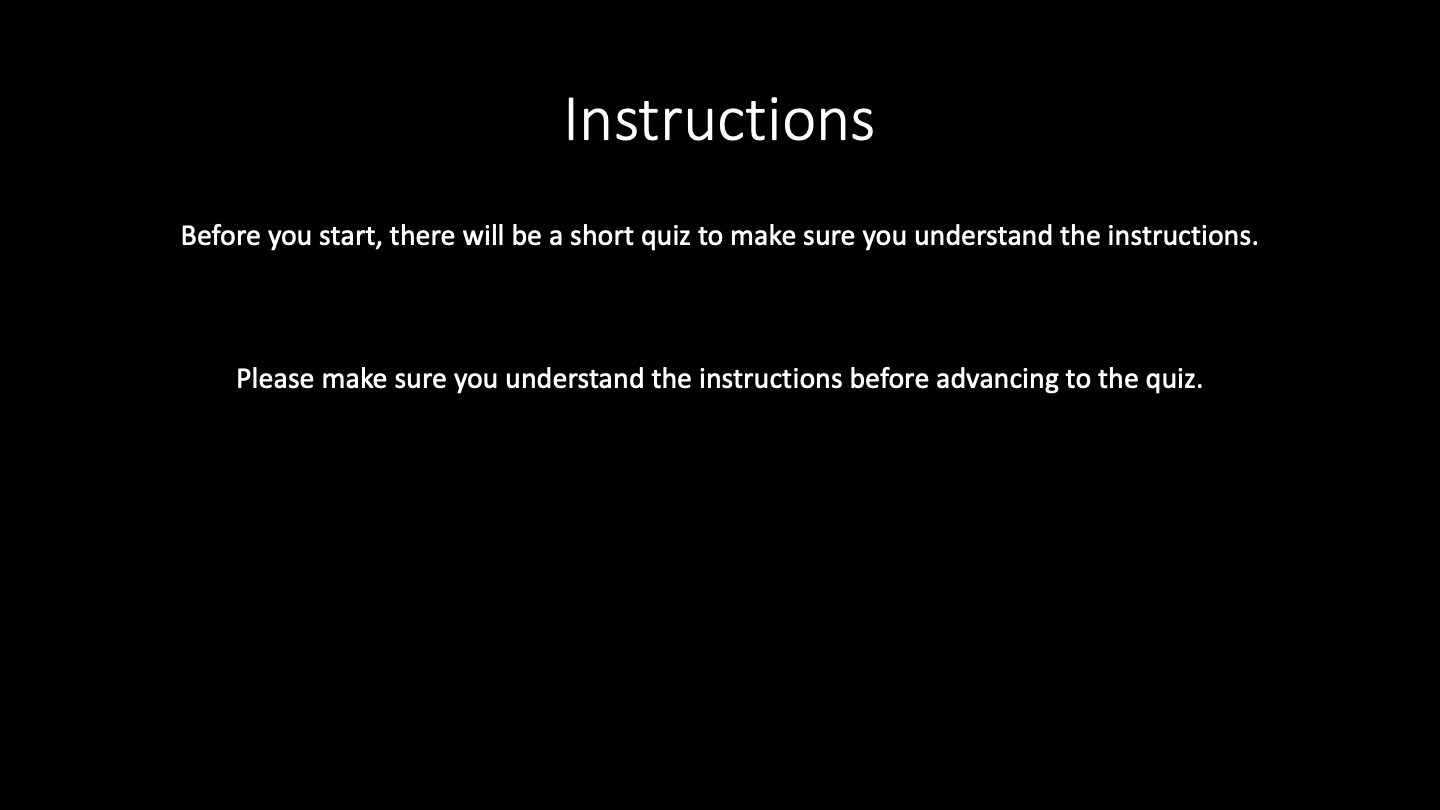 Instructions
Before you start, there will be a short quiz to make sure you understand the instructions.
Please make sure you understand the instructions before advancing to the quiz.